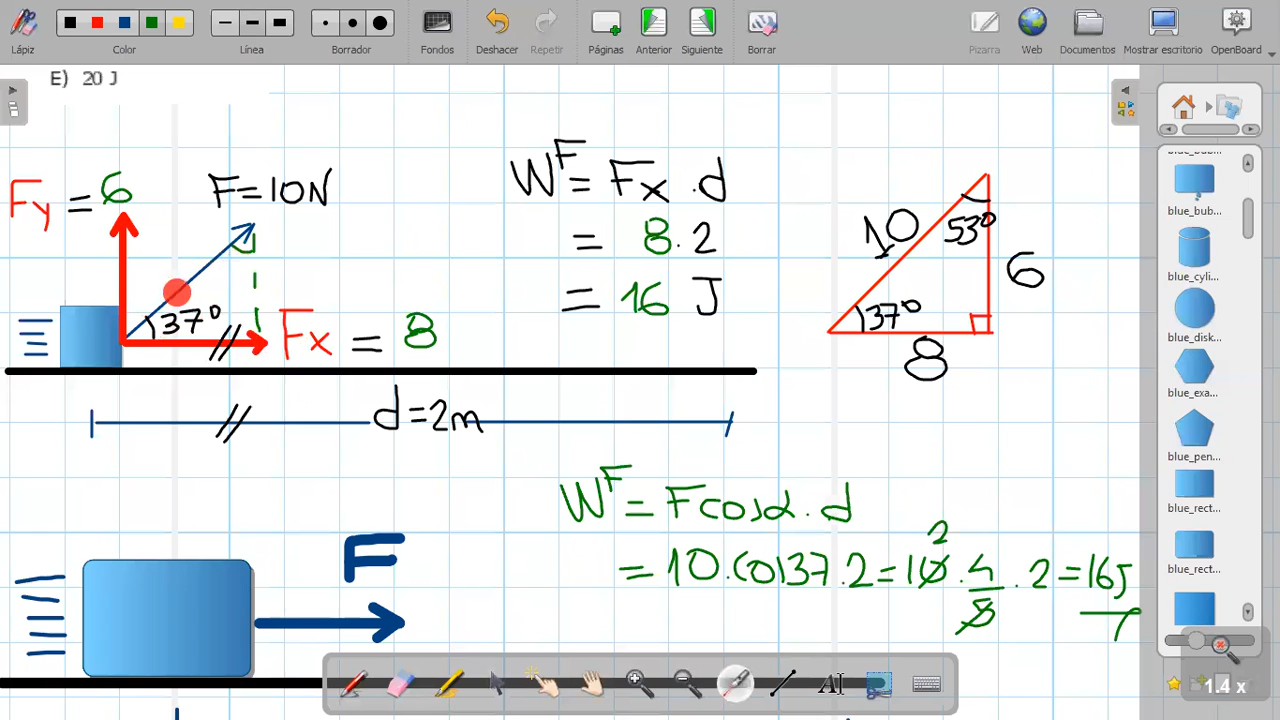 Lápiz
Color
Línea
Borrador
Fondos
Deshacer
Repetir
Páginas
Anterior
Siguiente
Borrar
Pizarra
Web
Documentos
Mostrar escritorio
OpenBoard
E) 20 J
Fy = 6
F=10N
37°
Fx = 8
d=2m
W^F = Fx . d
= 8.2
= 16 J
10
53°
6
37°
8
W^F = Fcosα . d
= 10.cos37.2 = 10 . 4/5 . 2 = 16J
2
F
blue_bub...
blue_bub...
blue_cyli...
blue_disk...
blue_exa...
blue_pen...
blue_rect...
blue_rect...
1.4 x